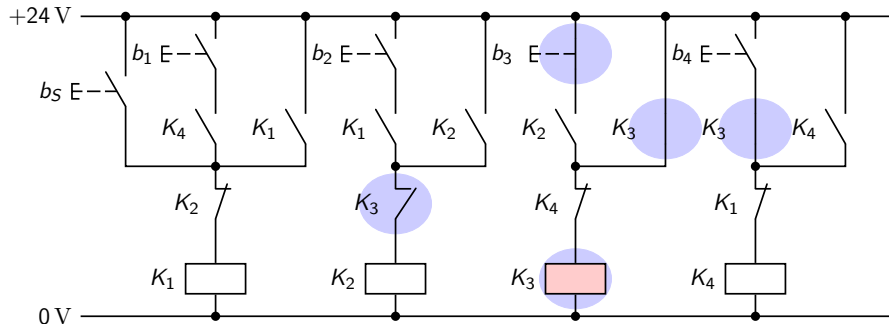 +24 V
b1 b2 b3 b4
bS
K4 K1 K1 K2 K2 K3 K3 K4
K2 K3 K4 K1
K1 K2 K3 K4
0 V